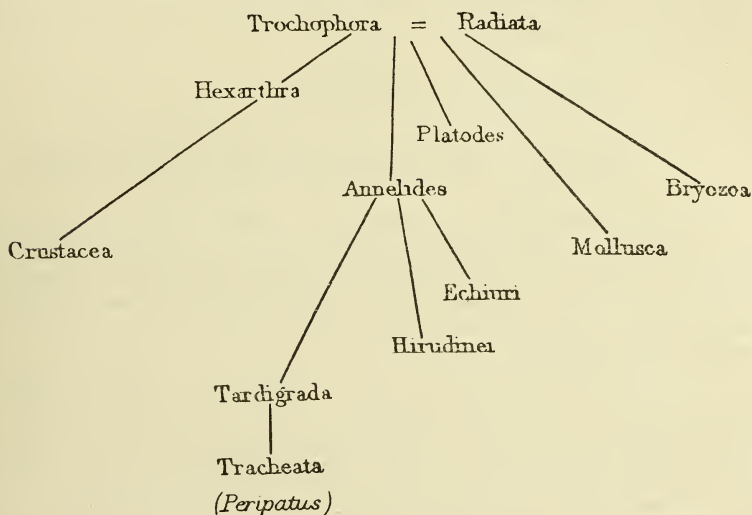 Trochophora = Radiata
Hexarthra
Platodes
Annelides
Bryozoa
Crustacea
Mollusca
Echiuri
Hirudinei
Tardigrada
Tracheata
(Peripatus)